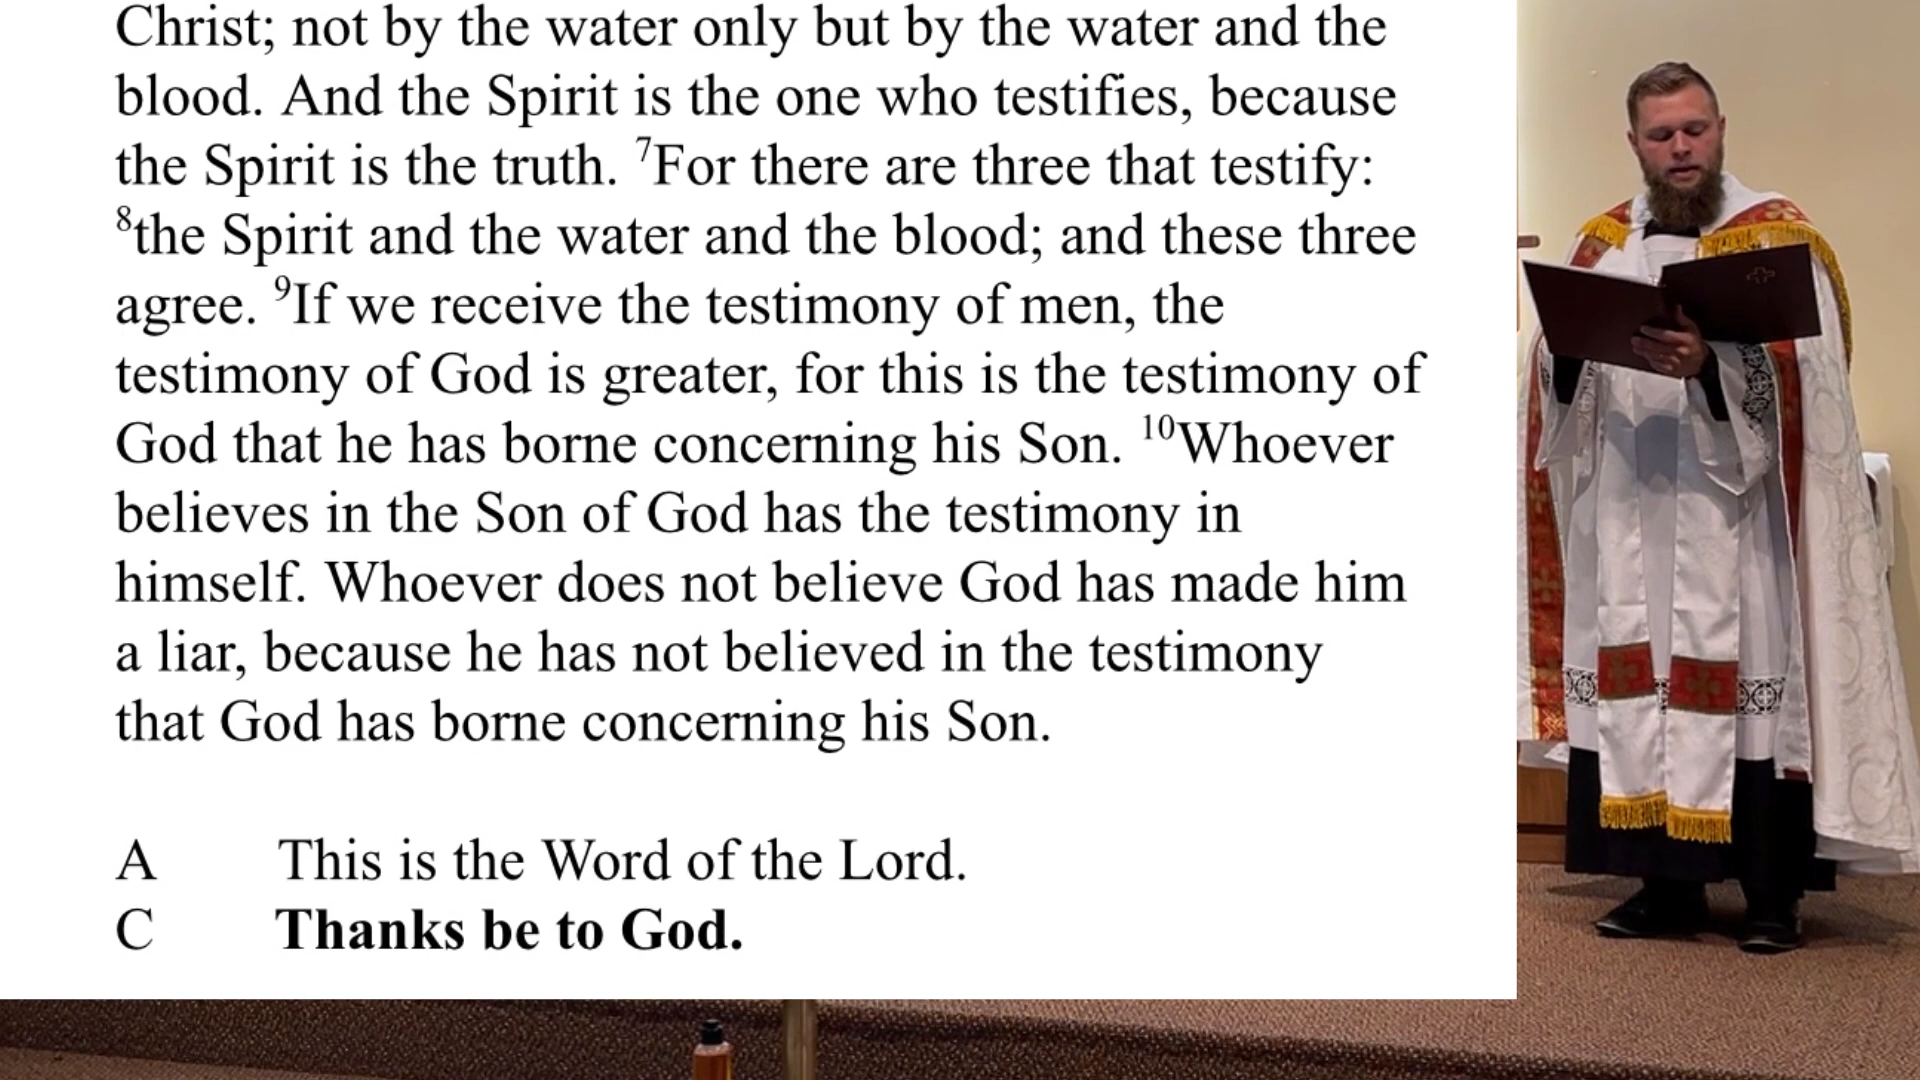 Christ; not by the water only but by the water and the
blood. And the Spirit is the one who testifies, because
the Spirit is the truth. ⁷For there are three that testify:
⁸the Spirit and the water and the blood; and these three
agree. ⁹If we receive the testimony of men, the
testimony of God is greater, for this is the testimony of
God that he has borne concerning his Son. ¹⁰Whoever
believes in the Son of God has the testimony in
himself. Whoever does not believe God has made him
a liar, because he has not believed in the testimony
that God has borne concerning his Son.
A This is the Word of the Lord.
C Thanks be to God.